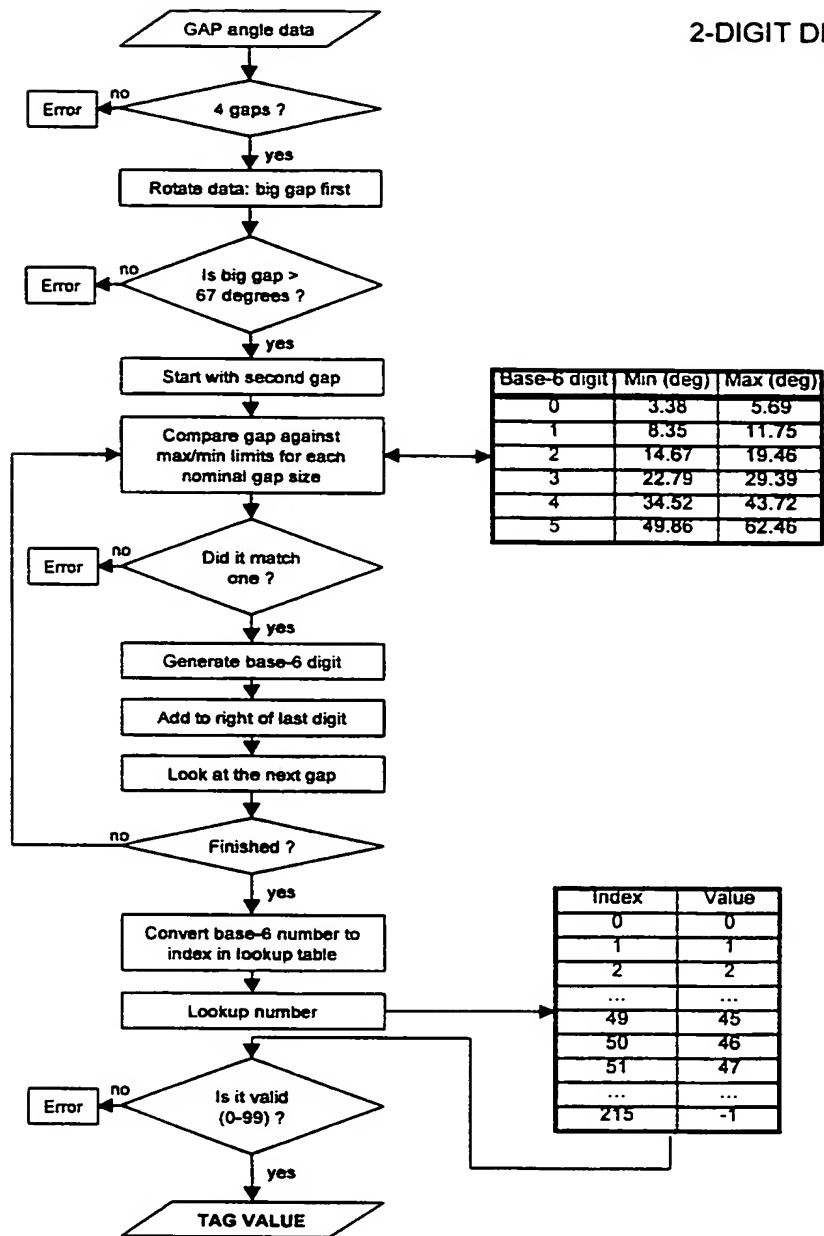 2-DIGIT
GAP angle data
4 gaps ?
no
Error
yes
Rotate data: big gap first
Is big gap >
67 degrees ?
no
Error
yes
Start with second gap
Compare gap against
max/min limits for each
nominal gap size
Base-6 digit Min (deg) Max (deg)
0 3.38 5.69
1 8.35 11.75
2 14.67 19.46
3 22.79 29.39
4 34.52 43.72
5 49.86 62.46
Did it match
one ?
no
Error
yes
Generate base-6 digit
Add to right of last digit
Look at the next gap
Finished ?
no
yes
Convert base-6 number to
index in lookup table
Lookup number
Index Value
0 0
1 1
2 2
... ...
49 45
50 46
51 47
... ...
215 -1
Is it valid
(0-99) ?
no
Error
yes
TAG VALUE